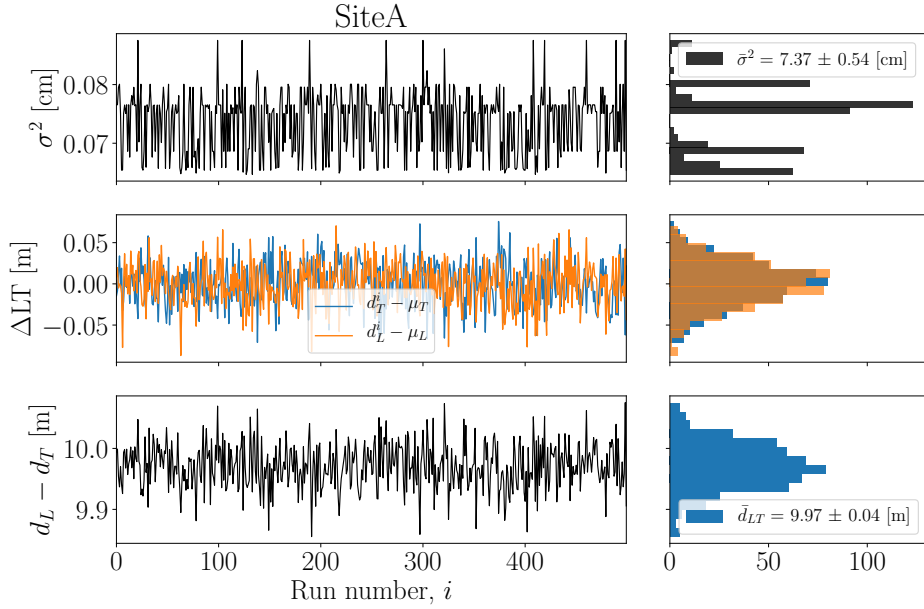 SiteA
σ² [cm]
0.08
0.07
σ̄² = 7.37 ± 0.54 [cm]
ΔLT [m]
0.05
0.00
−0.05
dⁱ_T − μ_T
dⁱ_L − μ_L
d_L − d_T [m]
10.0
9.9
d̄_LT = 9.97 ± 0.04 [m]
0 100 200 300 400
0 50 100
Run number, i